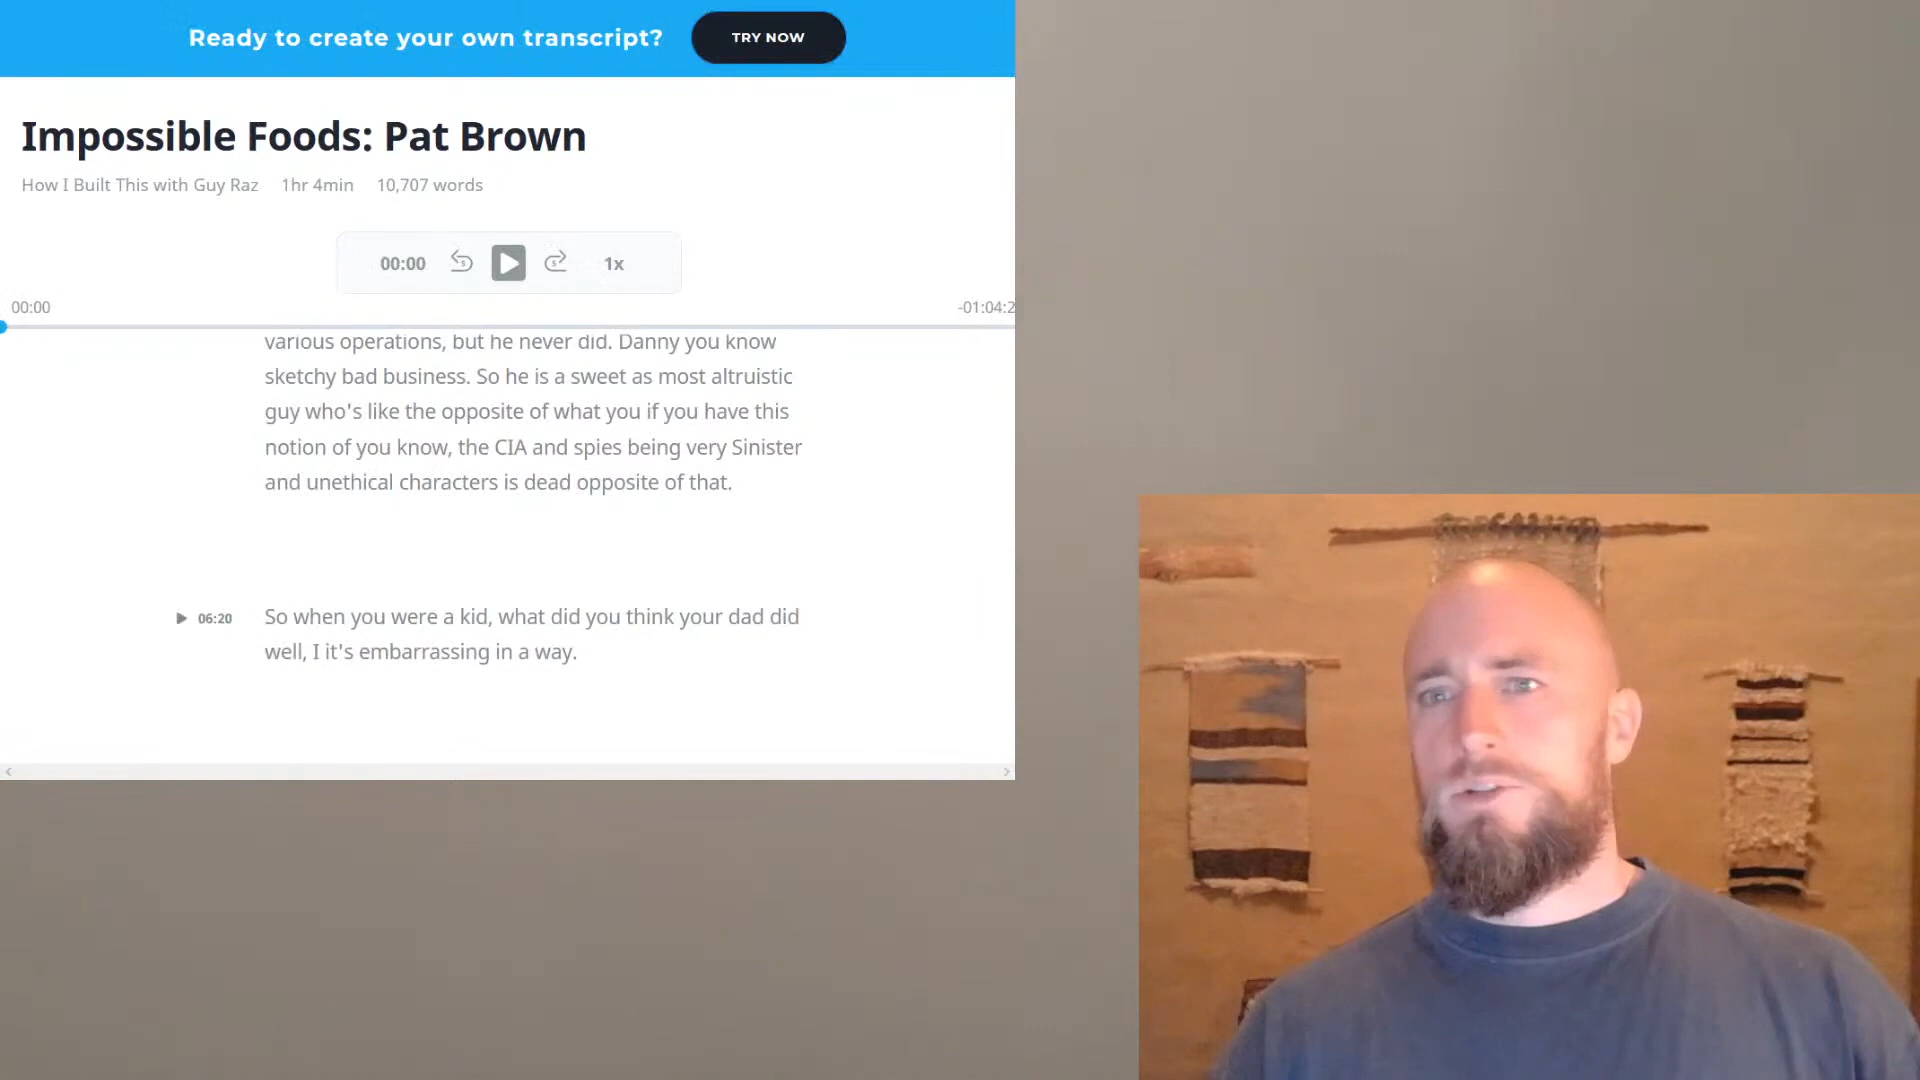 Ready to create your own transcript?
TRY NOW
Impossible Foods: Pat Brown
How I Built This with Guy Raz 1hr 4min 10,707 words
00:00 5 5 1x
00:00 -01:04:2
various operations, but he never did. Danny you know
sketchy bad business. So he is a sweet as most altruistic
guy who's like the opposite of what you if you have this
notion of you know, the CIA and spies being very Sinister
and unethical characters is dead opposite of that.
06:20 So when you were a kid, what did you think your dad did
well, I it's embarrassing in a way.